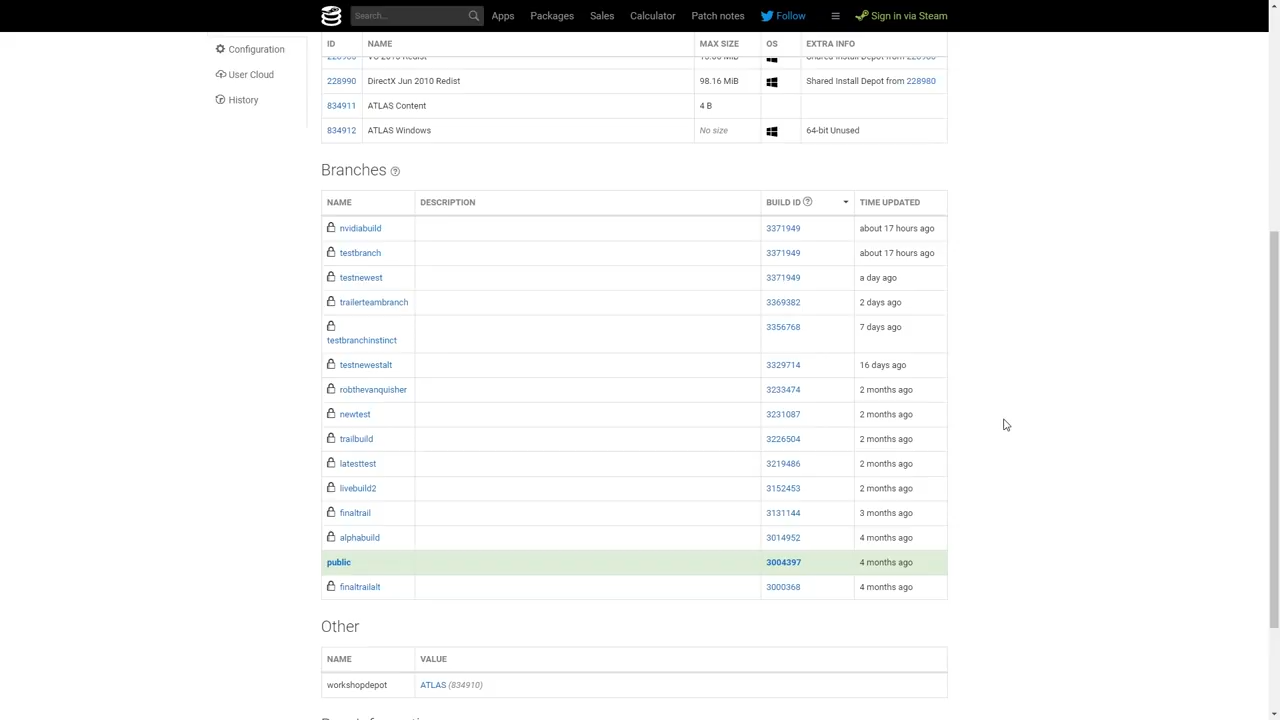 Search... Apps Packages Sales Calculator Patch notes Follow Sign in via Steam
Configuration
User Cloud
History
ID NAME MAX SIZE OS EXTRA INFO
228990 DirectX Jun 2010 Redist 98.16 MiB Shared Install Depot from 228980
834911 ATLAS Content 4 B
834912 ATLAS Windows No size 64-bit Unused
Branches
NAME DESCRIPTION BUILD ID TIME UPDATED
nvidiabuild 3371949 about 17 hours ago
testbranch 3371949 about 17 hours ago
testnewest 3371949 a day ago
trailerteambranch 3369382 2 days ago
testbranchinstinct 3356768 7 days ago
testnewestalt 3329714 16 days ago
robthevanquisher 3233474 2 months ago
newtest 3231087 2 months ago
trailbuild 3226504 2 months ago
latesttest 3219486 2 months ago
livebuild2 3152453 2 months ago
finaltrail 3131144 3 months ago
alphabuild 3014952 4 months ago
public 3004397 4 months ago
finaltrailalt 3000368 4 months ago
Other
NAME VALUE
workshopdepot ATLAS (834910)